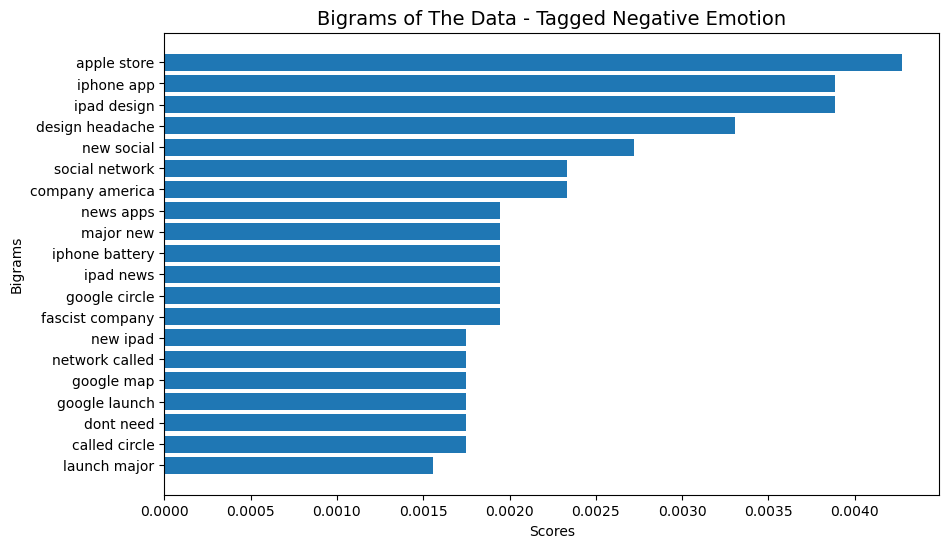 Bigrams of The Data - Tagged Negative Emotion
apple store
iphone app
ipad design
design headache
new social
social network
company america
news apps
major new
iphone battery
ipad news
google circle
fascist company
new ipad
network called
google map
google launch
dont need
called circle
launch major
Bigrams
0.0000 0.0005 0.0010 0.0015 0.0020 0.0025 0.0030 0.0035 0.0040
Scores